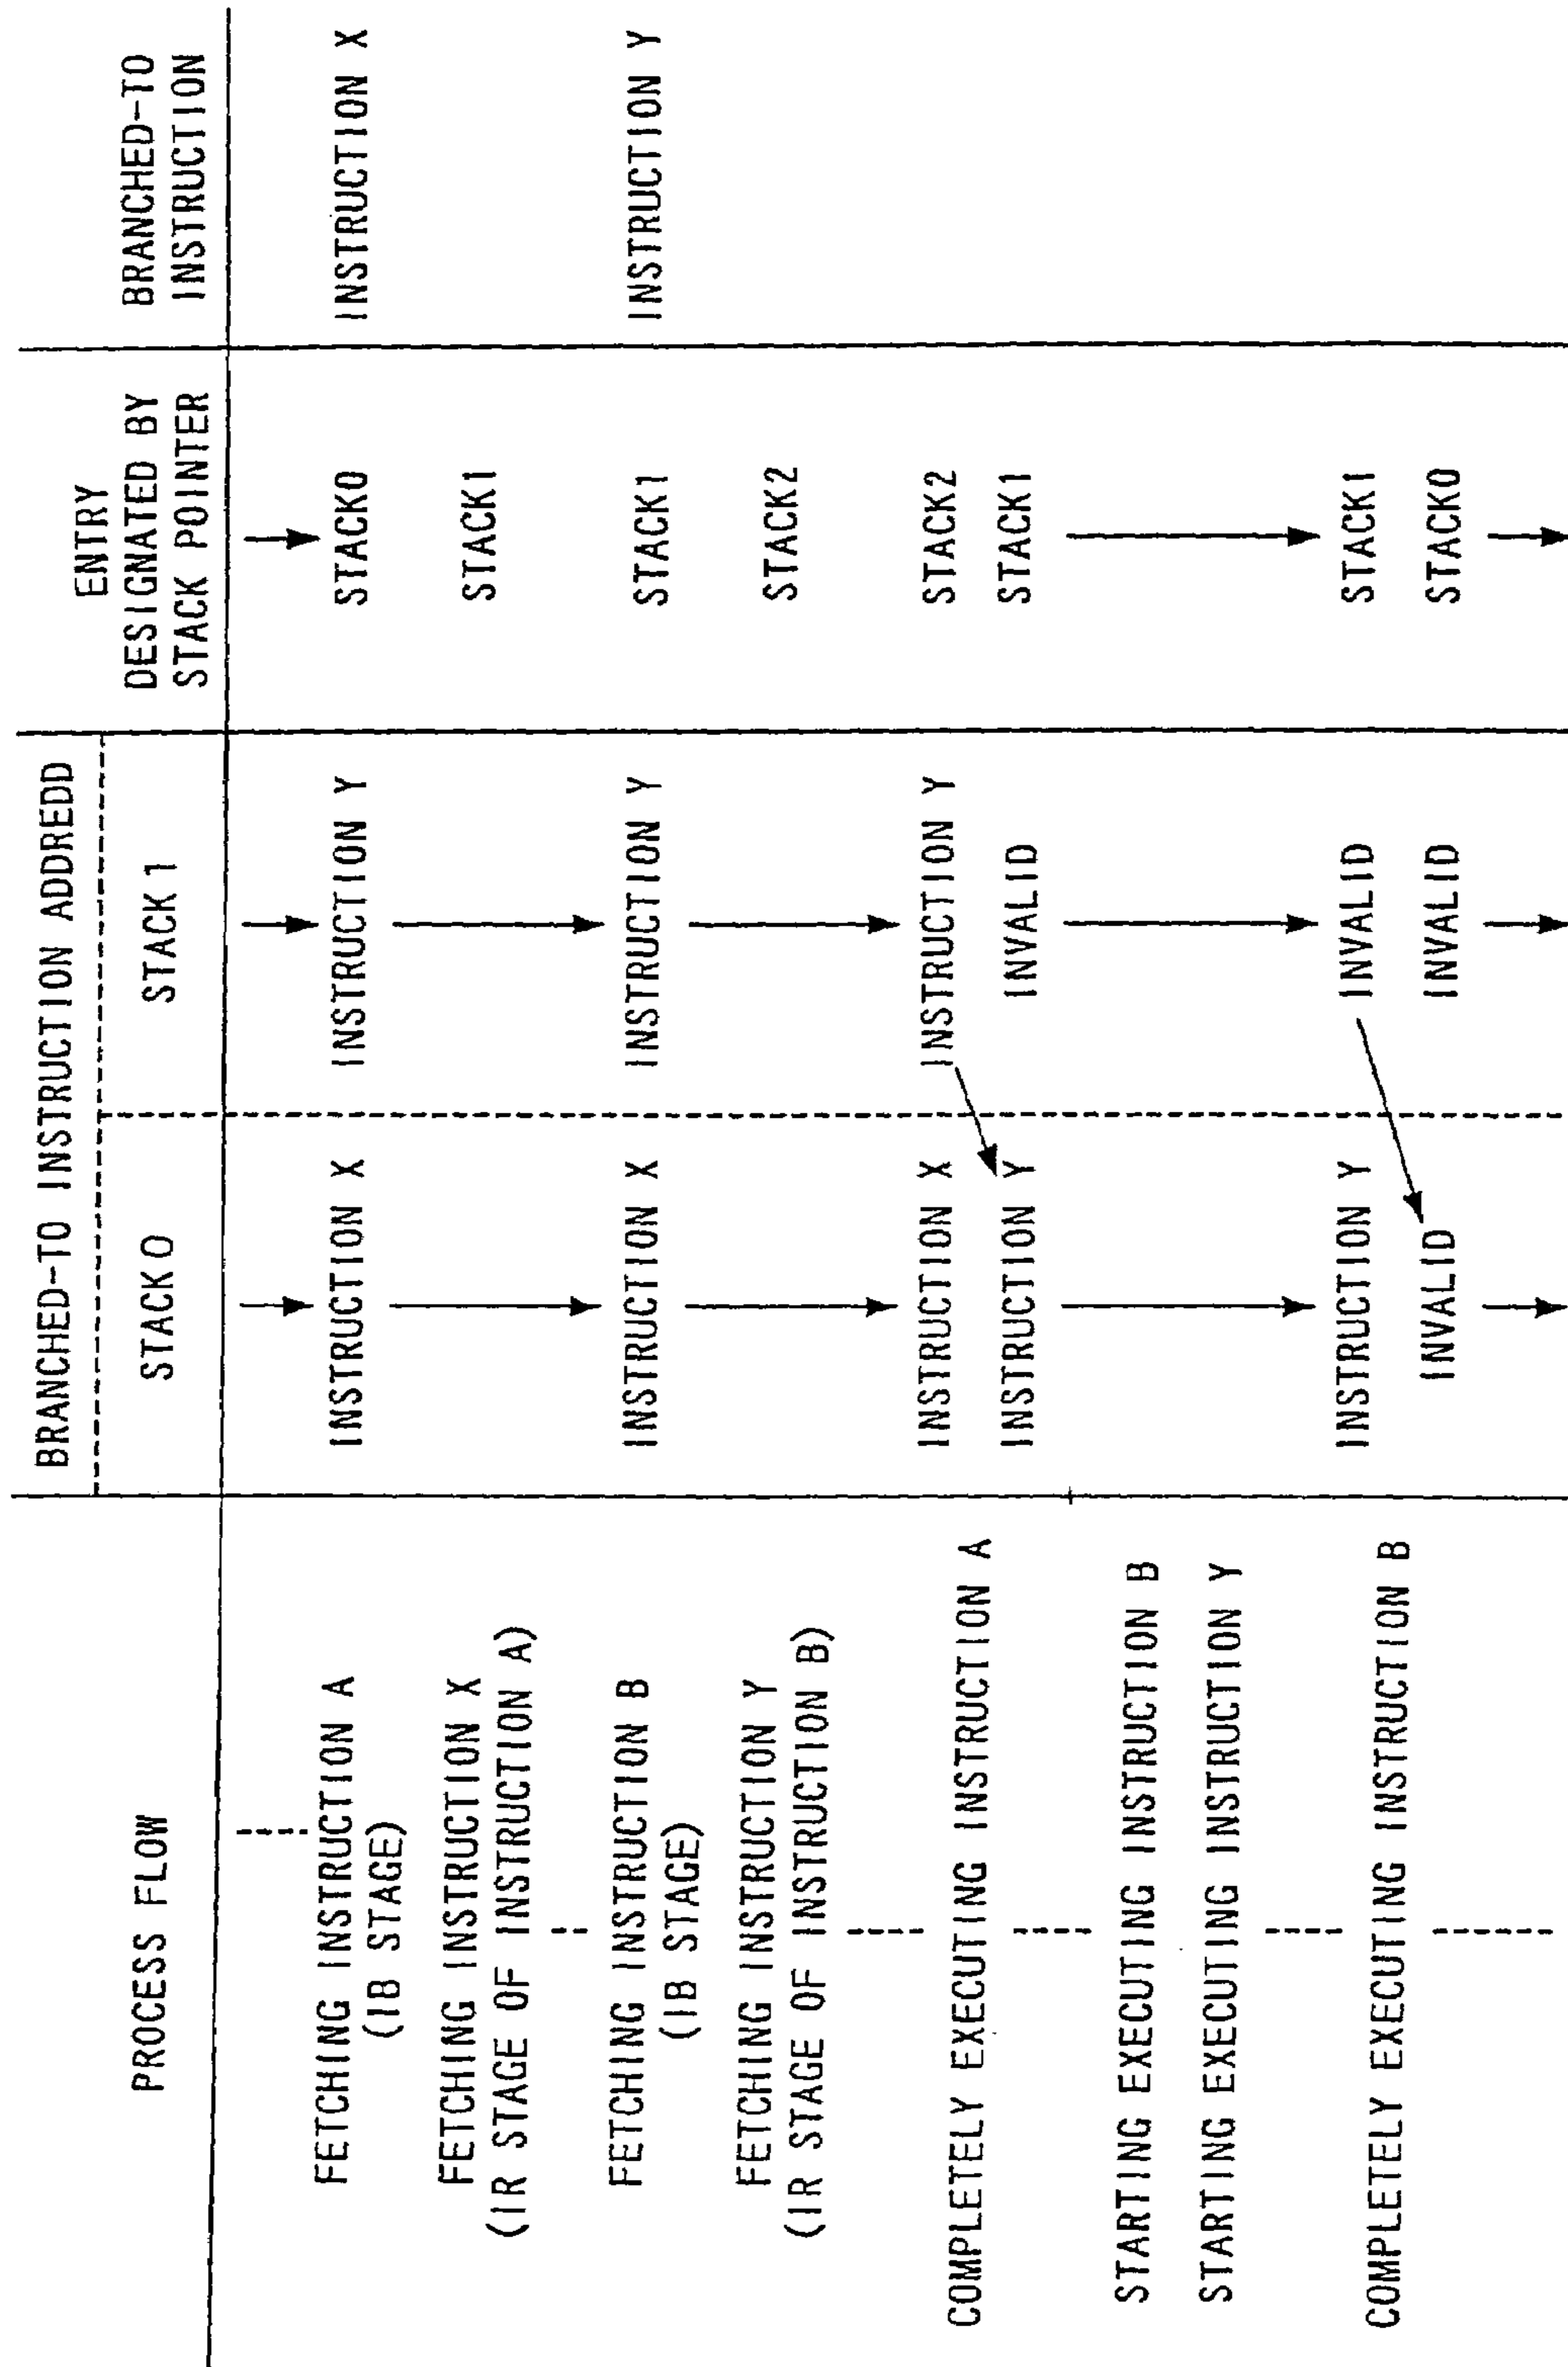 PROCESS FLOW
BRANCHED-TO INSTRUCTION ADDREDD
STACK0
STACK 1
ENTRY
DESIGNATED BY
STACK POINTER
BRANCHED-TO
INSTRUCTION
FETCHING INSTRUCTION A
(IB STAGE)
INSTRUCTION X
INSTRUCTION Y
STACK0
INSTRUCTION X
FETCHING INSTRUCTION X
(IR STAGE OF INSTRUCTION A)
STACK1
FETCHING INSTRUCTION B
(IB STAGE)
INSTRUCTION X
INSTRUCTION Y
STACK1
INSTRUCTION Y
FETCHING INSTRUCTION Y
(IR STAGE OF INSTRUCTION B)
STACK2
COMPLETELY EXECUTING INSTRUCTION A
INSTRUCTION X
INSTRUCTION Y
STACK2
INSTRUCTION Y
INVALID
STACK1
STARTING EXECUTING INSTRUCTION B
STARTING EXECUTING INSTRUCTION Y
COMPLETELY EXECUTING INSTRUCTION B
INSTRUCTION Y
INVALID
STACK1
INVALID
INVALID
STACK0